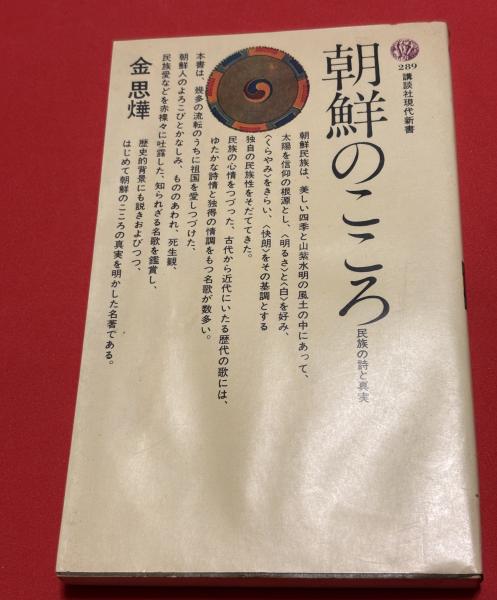 289
講談社現代新書
朝鮮のこころ
民族の詩と真実
朝鮮民族は、美しい四季と山紫水明の風土の中にあって、
太陽を信仰の根源とし、〈明るさ〉と〈白〉を好み、
〈くらやみ〉をきらい、〈快朗〉をその基調とする
独自の民族性をそだててきた。
民族の心情をつづった、古代から近代にいたる歴代の歌には、
ゆたかな詩情と独得の情調をもつ名歌が数多い。
本書は、幾多の流転のうちに祖国を愛しつづけた、
朝鮮人のよろこびとかなしみ、もののあわれ、死生観、
民族愛などを赤裸々に吐露した、知られざる名歌を鑑賞し、
歴史的背景にも説きおよびつつ、
はじめて朝鮮のこころの真実を明かした名著である。
金思燁